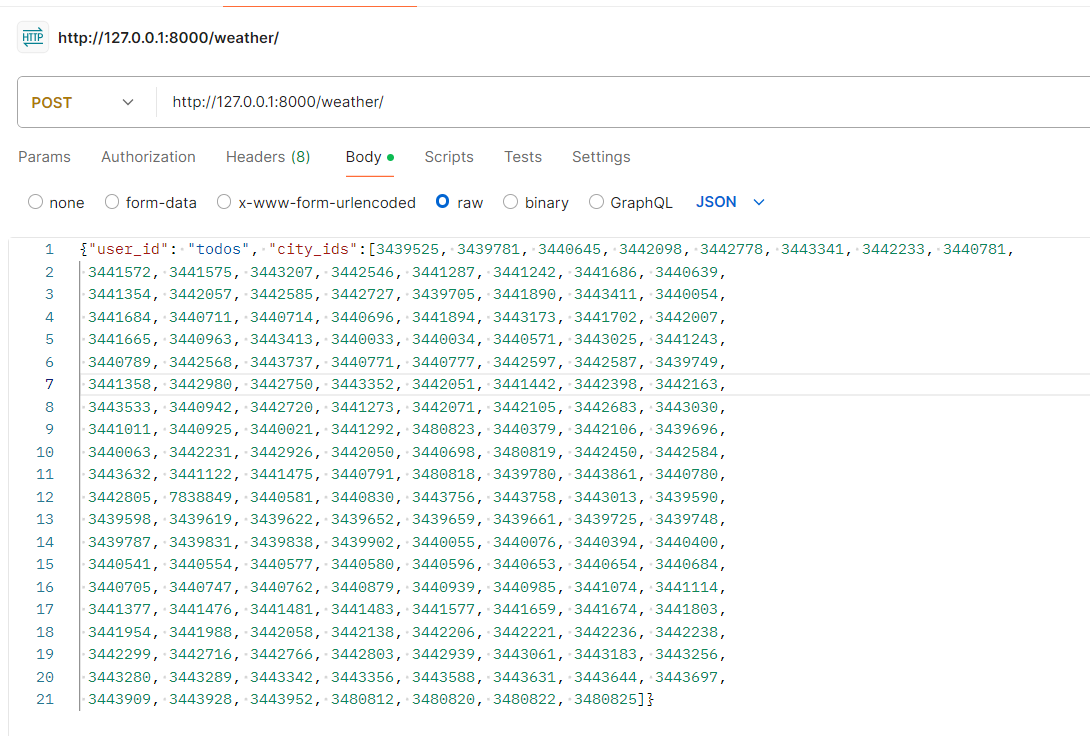 HTTP http://127.0.0.1:8000/weather/
POST http://127.0.0.1:8000/weather/
Params Authorization Headers (8) Body Scripts Tests Settings
none form-data x-www-form-urlencoded raw binary GraphQL JSON
1 {"user_id": "todos", "city_ids":[3439525, 3439781, 3440645, 3442098, 3442778, 3443341, 3442233, 3440781,
2 3441572, 3441575, 3443207, 3442546, 3441287, 3441242, 3441686, 3440639,
3 3441354, 3442057, 3442585, 3442727, 3439705, 3441890, 3443411, 3440054,
4 3441684, 3440711, 3440714, 3440696, 3441894, 3443173, 3441702, 3442007,
5 3441665, 3440963, 3443413, 3440033, 3440034, 3440571, 3443025, 3441243,
6 3440789, 3442568, 3443737, 3440771, 3440777, 3442597, 3442587, 3439749,
7 3441358, 3442980, 3442750, 3443352, 3442051, 3441442, 3442398, 3442163,
8 3443533, 3440942, 3442720, 3441273, 3442071, 3442105, 3442683, 3443030,
9 3441011, 3440925, 3440021, 3441292, 3480823, 3440379, 3442106, 3439696,
10 3440063, 3442231, 3442926, 3442050, 3440698, 3480819, 3442450, 3442584,
11 3443632, 3441122, 3441475, 3440791, 3480818, 3439780, 3443861, 3440780,
12 3442805, 7838849, 3440581, 3440830, 3443756, 3443758, 3443013, 3439590,
13 3439598, 3439619, 3439622, 3439652, 3439659, 3439661, 3439725, 3439748,
14 3439787, 3439831, 3439838, 3439902, 3440055, 3440076, 3440394, 3440400,
15 3440541, 3440554, 3440577, 3440580, 3440596, 3440653, 3440654, 3440684,
16 3440705, 3440747, 3440762, 3440879, 3440939, 3440985, 3441074, 3441114,
17 3441377, 3441476, 3441481, 3441483, 3441577, 3441659, 3441674, 3441803,
18 3441954, 3441988, 3442058, 3442138, 3442206, 3442221, 3442236, 3442238,
19 3442299, 3442716, 3442766, 3442803, 3442939, 3443061, 3443183, 3443256,
20 3443280, 3443289, 3443342, 3443356, 3443588, 3443631, 3443644, 3443697,
21 3443909, 3443928, 3443952, 3480812, 3480820, 3480822, 3480825]}